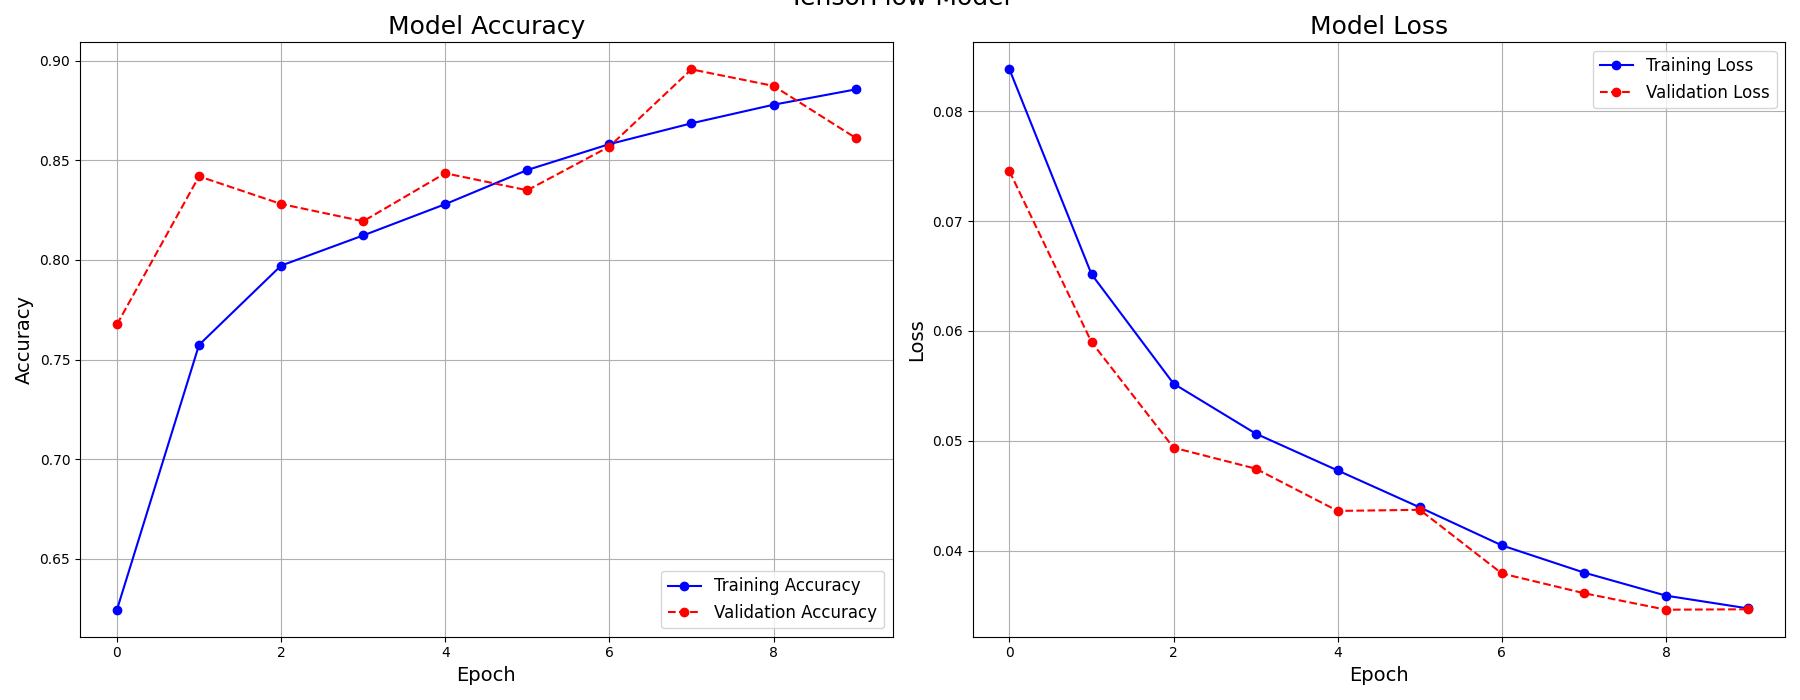 TensorFlow Model
Model Accuracy
0.90
0.85
0.80
0.75
0.70
0.65
Accuracy
Training Accuracy
Validation Accuracy
0 2 4 6 8
Epoch
Model Loss
Training Loss
Validation Loss
0.08
0.07
0.06
0.05
0.04
Loss
0 2 4 6 8
Epoch